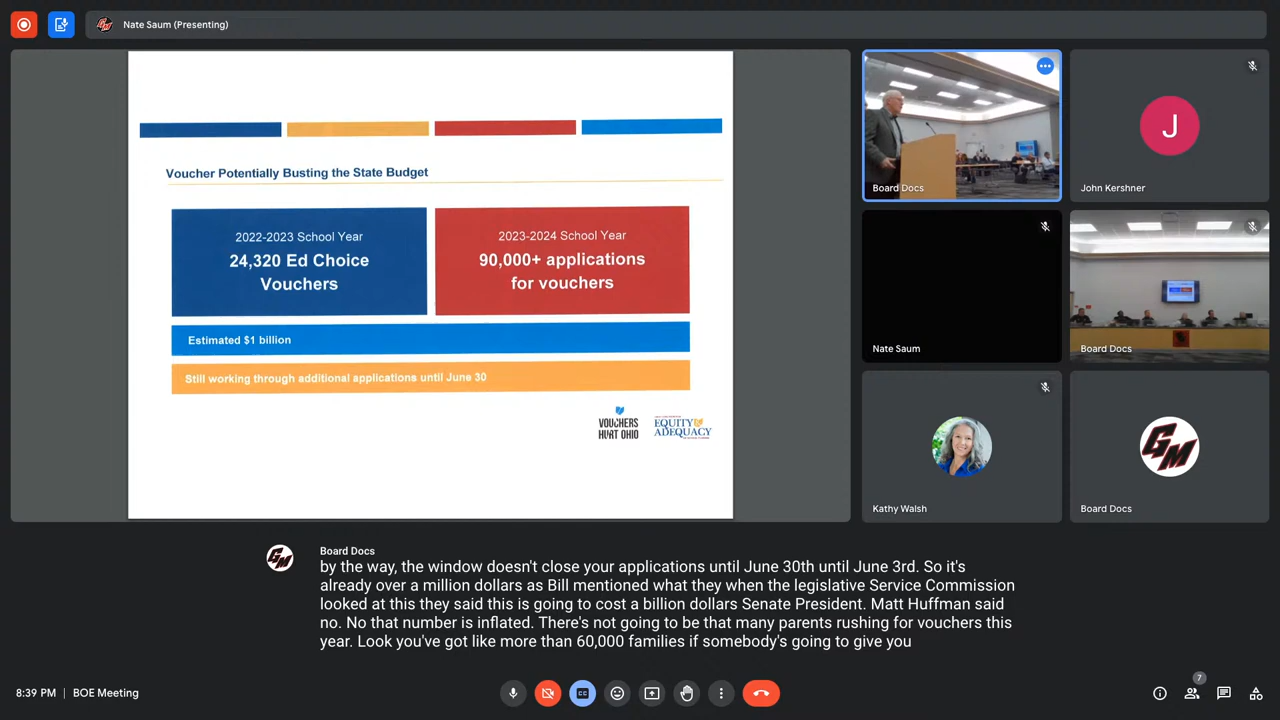 Nate Saum (Presenting)
Voucher Potentially Busting the State Budget
2022-2023 School Year
24,320 Ed Choice
Vouchers
2023-2024 School Year
90,000+ applications
for vouchers
Estimated $1 billion
Still working through additional applications until June 30
VOUCHERS
HURT OHIO
EQUITY
ADEQUACY
Board Docs
J
John Kershner
Nate Saum
Board Docs
Kathy Walsh
GM
Board Docs
Board Docs
by the way, the window doesn't close your applications until June 30th until June 3rd. So it's
already over a million dollars as Bill mentioned what they when the legislative Service Commission
looked at this they said this is going to cost a billion dollars Senate President. Matt Huffman said
no. No that number is inflated. There's not going to be that many parents rushing for vouchers this
year. Look you've got like more than 60,000 families if somebody's going to give you
8:39 PM | BOE Meeting
CC
7